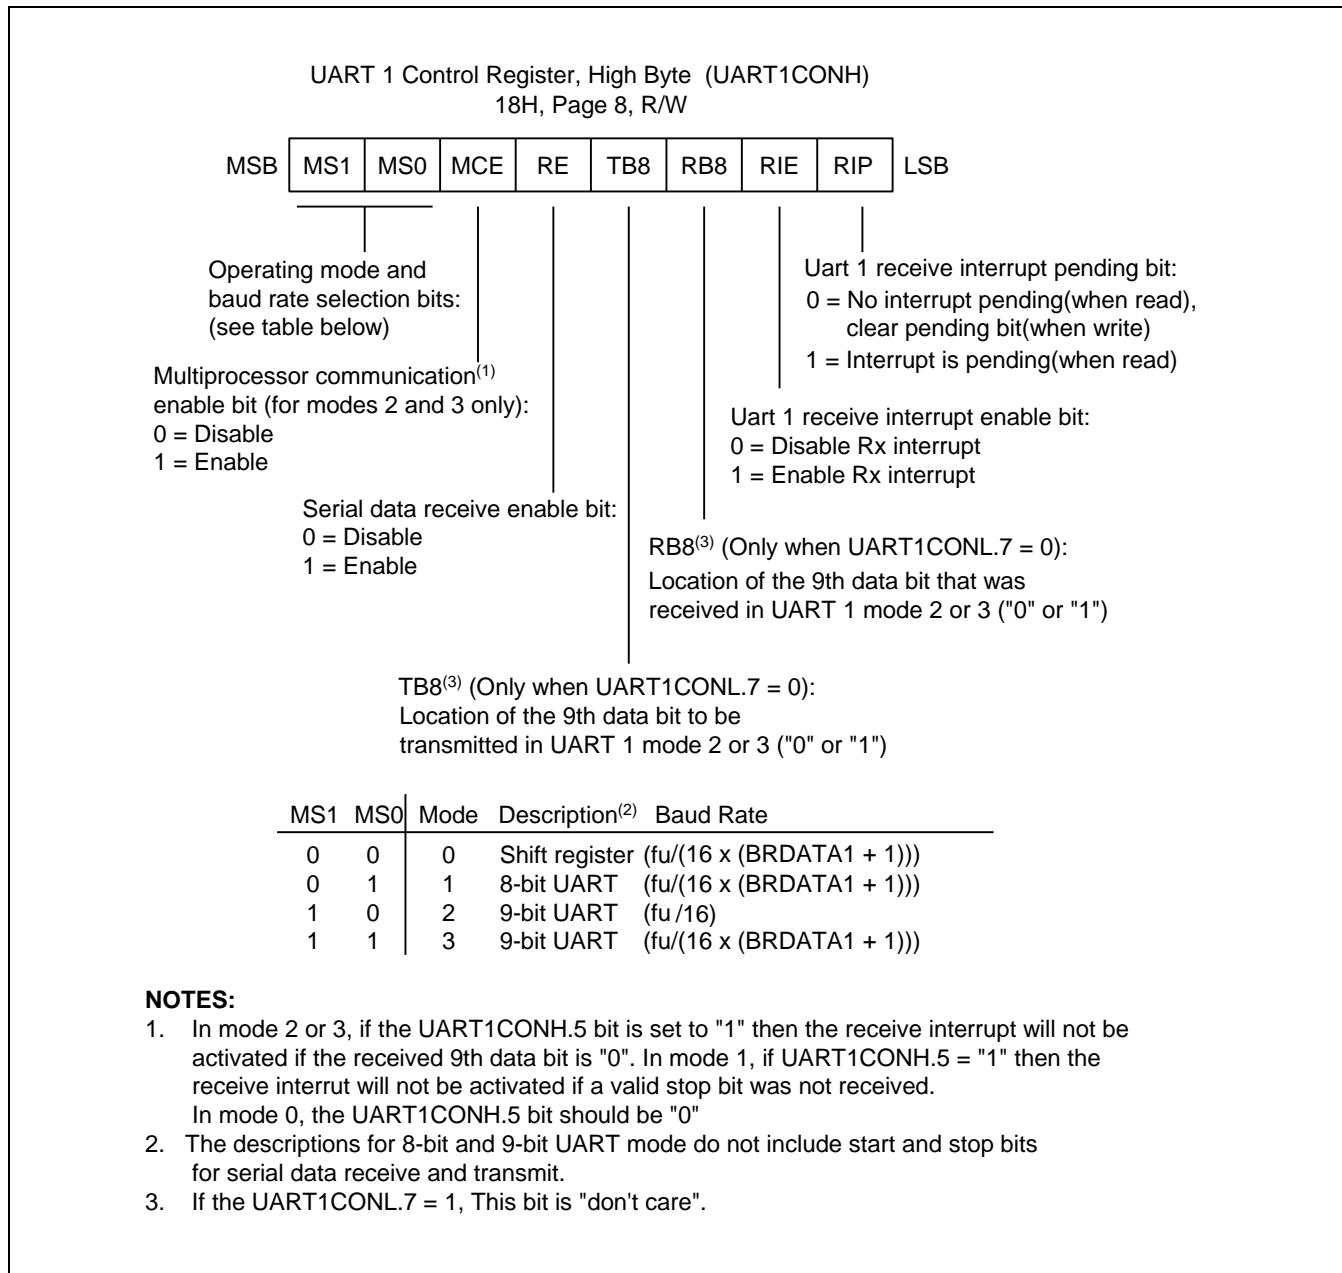 UART 1 Control Register, High Byte (UART1CONH)
18H, Page 8, R/W
MSB MS1 MS0 MCE RE TB8 RB8 RIE RIP LSB
Operating mode and
baud rate selection bits:
(see table below)
Uart 1 receive interrupt pending bit:
0 = No interrupt pending(when read),
clear pending bit(when write)
1 = Interrupt is pending(when read)
Multiprocessor communication(1)
enable bit (for modes 2 and 3 only):
0 = Disable
1 = Enable
Uart 1 receive interrupt enable bit:
0 = Disable Rx interrupt
1 = Enable Rx interrupt
Serial data receive enable bit:
0 = Disable
1 = Enable
RB8(3) (Only when UART1CONL.7 = 0):
Location of the 9th data bit that was
received in UART 1 mode 2 or 3 ("0" or "1")
TB8(3) (Only when UART1CONL.7 = 0):
Location of the 9th data bit to be
transmitted in UART 1 mode 2 or 3 ("0" or "1")
MS1 MS0 Mode Description(2) Baud Rate
0 0 0 Shift register (fu/(16 x (BRDATA1 + 1)))
0 1 1 8-bit UART (fu/(16 x (BRDATA1 + 1)))
1 0 2 9-bit UART (fu /16)
1 1 3 9-bit UART (fu/(16 x (BRDATA1 + 1)))
NOTES:
1. In mode 2 or 3, if the UART1CONH.5 bit is set to "1" then the receive interrupt will not be
activated if the received 9th data bit is "0". In mode 1, if UART1CONH.5 = "1" then the
receive interrut will not be activated if a valid stop bit was not received.
In mode 0, the UART1CONH.5 bit should be "0"
2. The descriptions for 8-bit and 9-bit UART mode do not include start and stop bits
for serial data receive and transmit.
3. If the UART1CONL.7 = 1, This bit is "don't care".